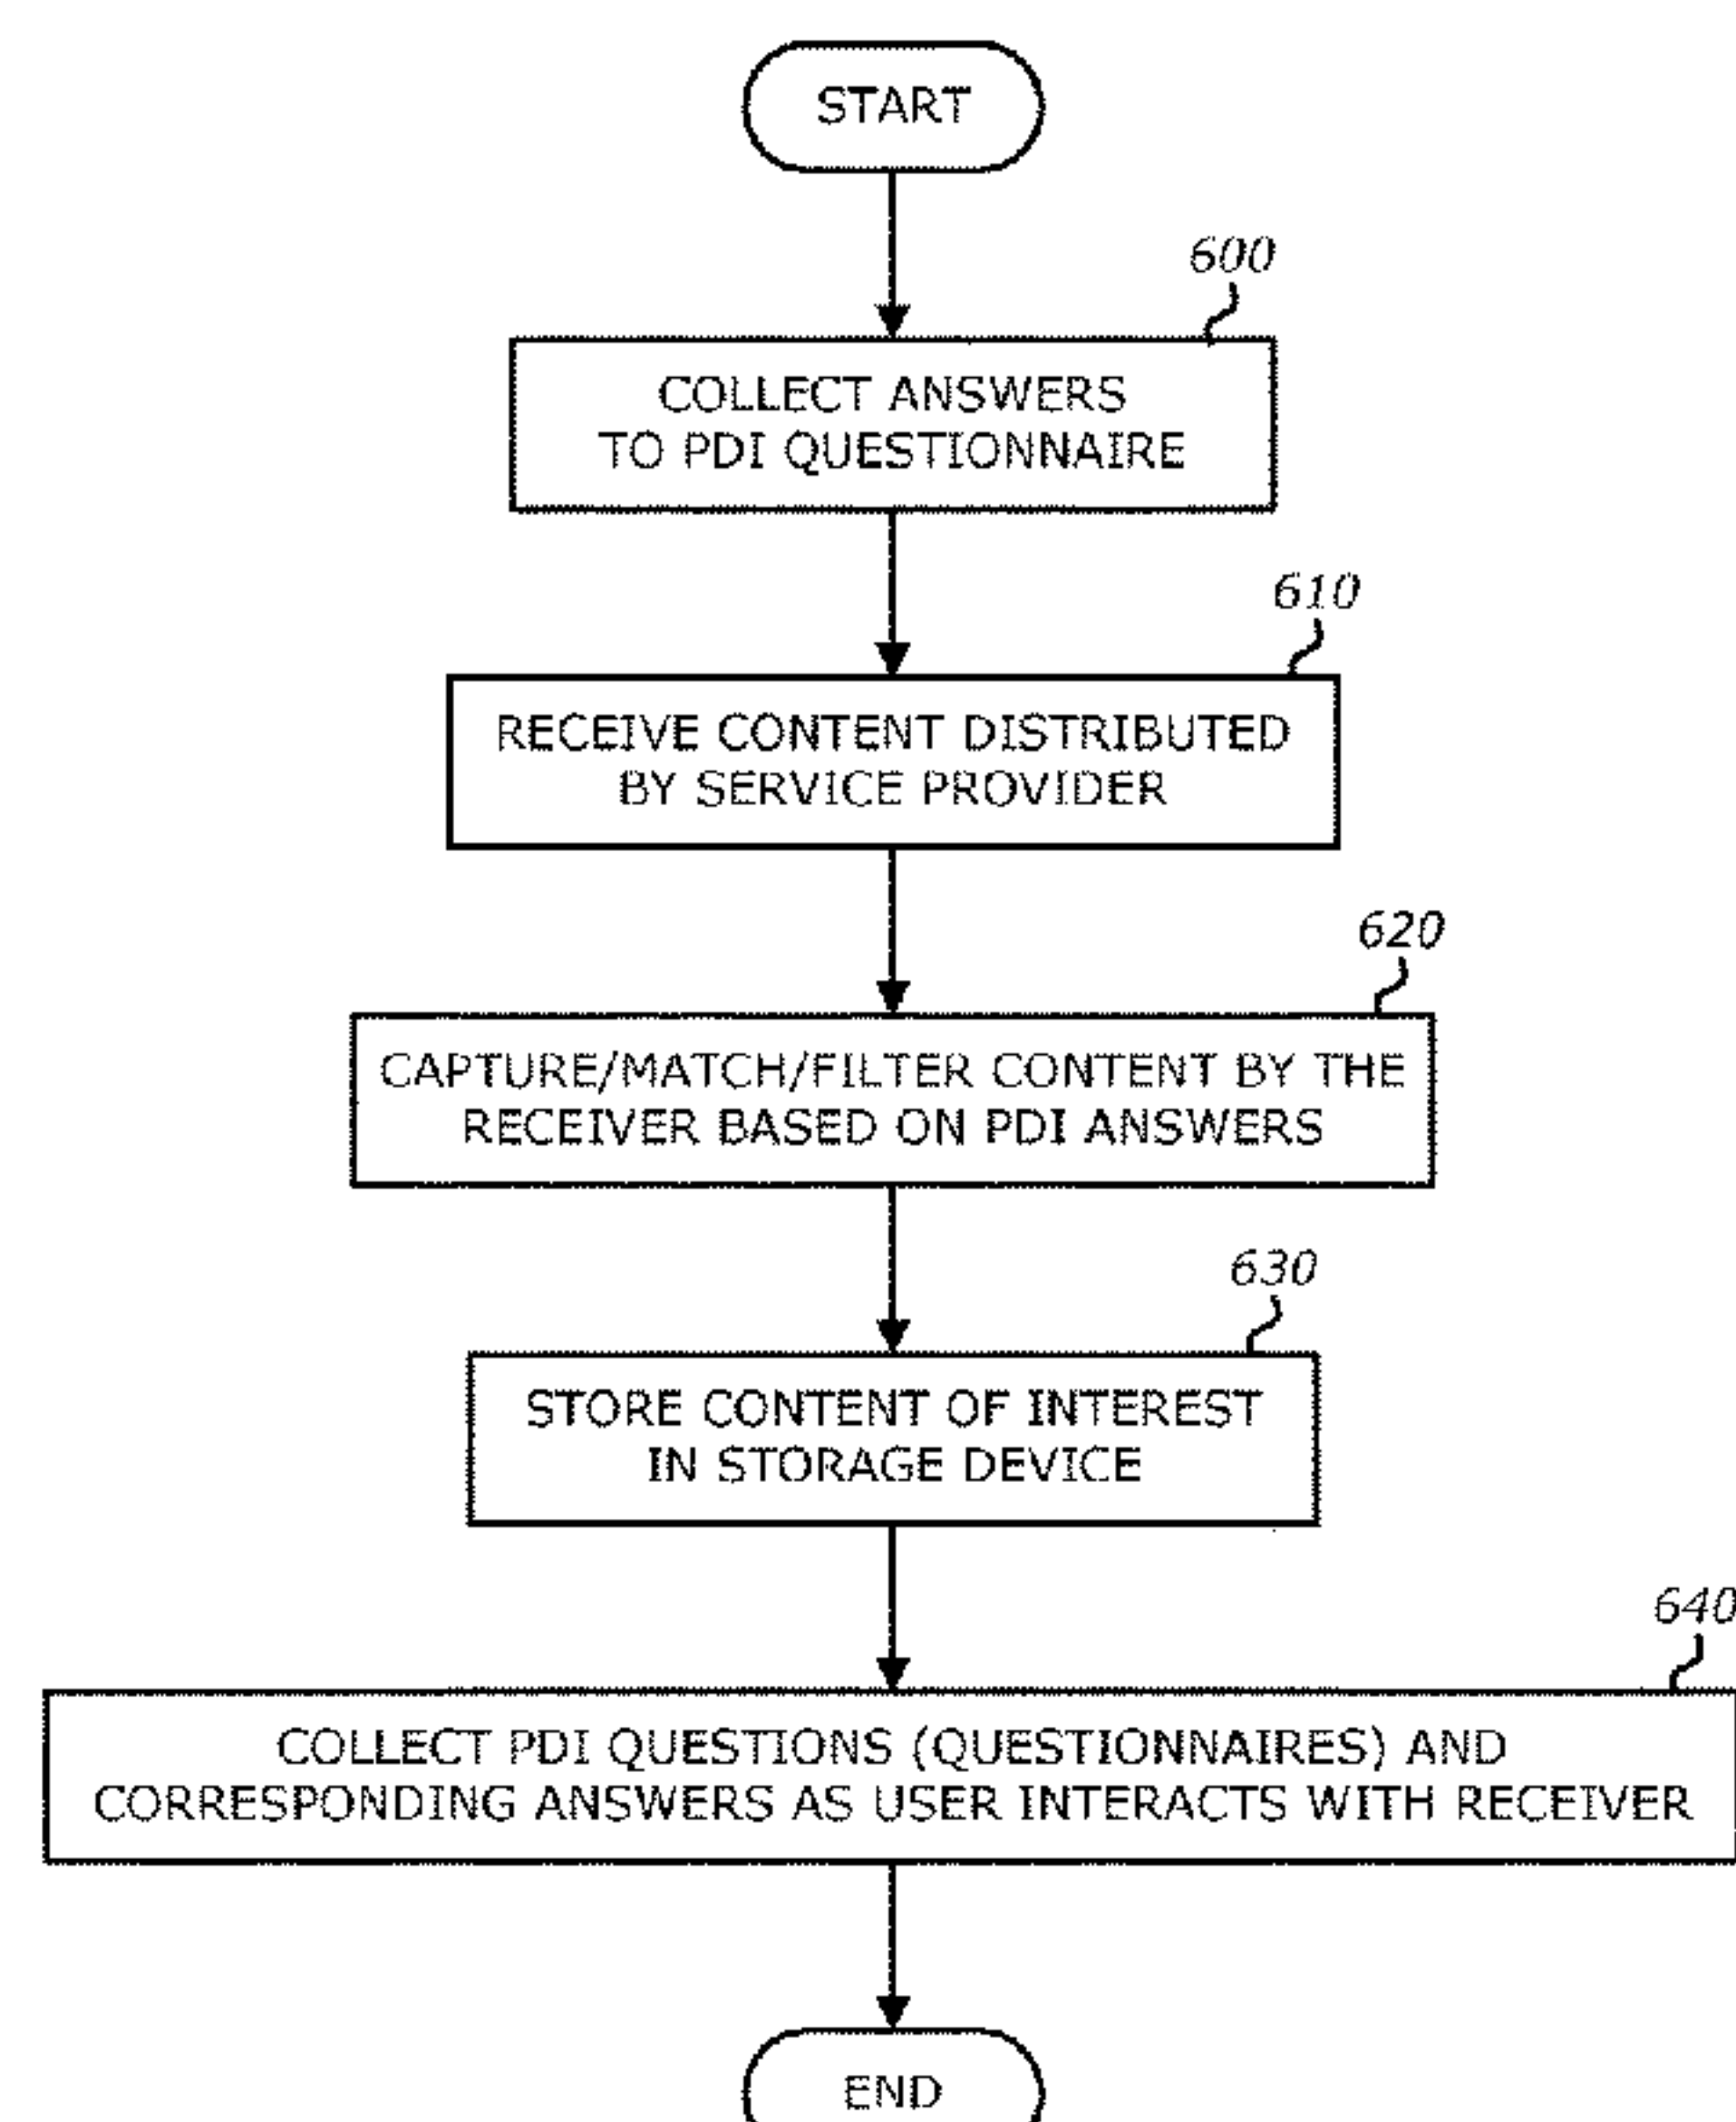 START
600
COLLECT ANSWERS
TO PDI QUESTIONNAIRE
610
RECEIVE CONTENT DISTRIBUTED
BY SERVICE PROVIDER
620
CAPTURE/MATCH/FILTER CONTENT BY THE
RECEIVER BASED ON PDI ANSWERS
630
STORE CONTENT OF INTEREST
IN STORAGE DEVICE
640
COLLECT PDI QUESTIONS (QUESTIONNAIRES) AND
CORRESPONDING ANSWERS AS USER INTERACTS WITH RECEIVER
END